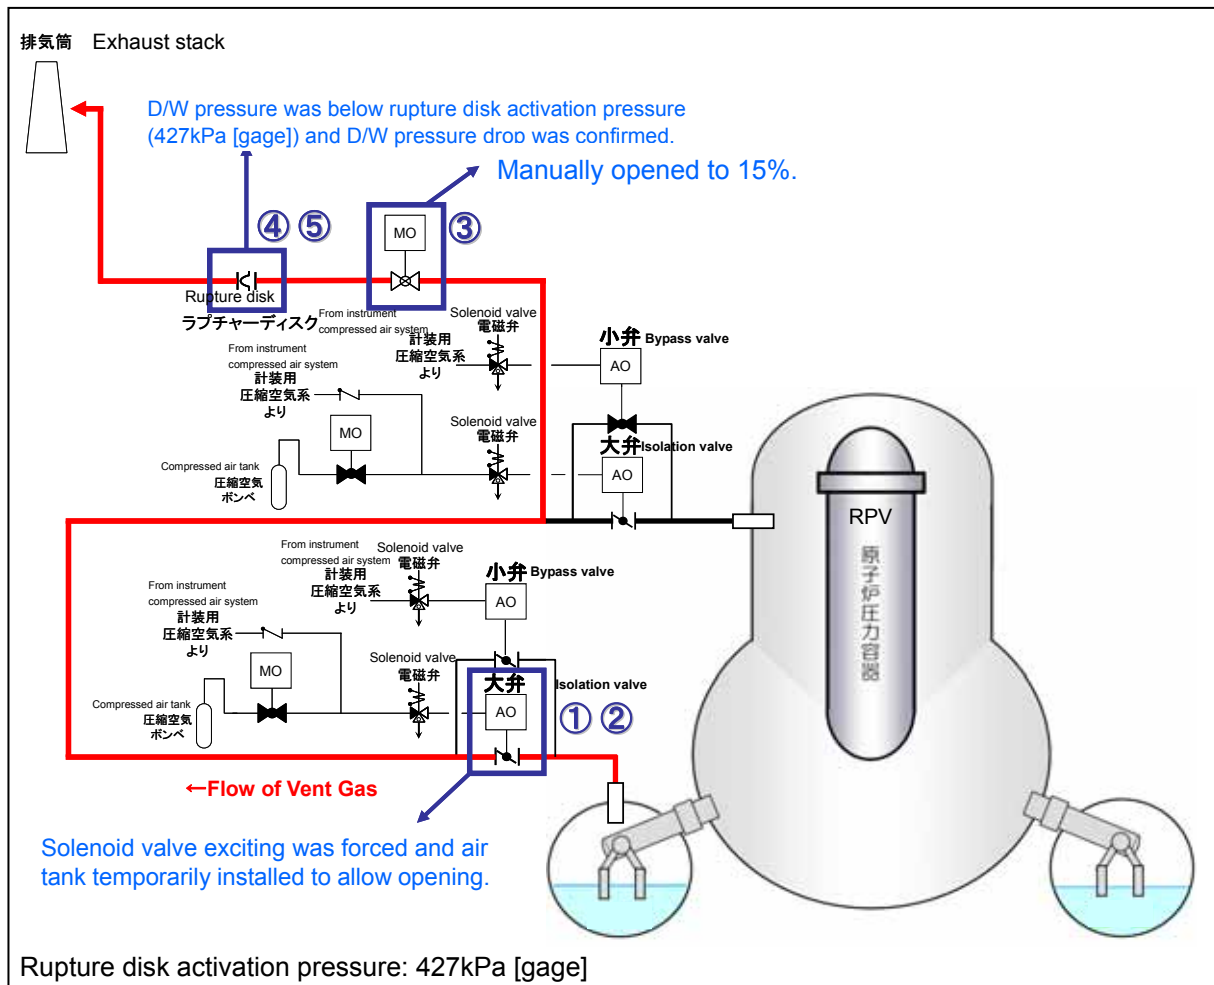 排気筒 Exhaust stack
D/W pressure was below rupture disk activation pressure
(427kPa [gage]) and D/W pressure drop was confirmed.
Manually opened to 15%.
④ ⑤
MO
③
Rupture disk
ラプチャーディスク
From instrument
compressed air system
計装用
圧縮空気系
より
Solenoid valve
電磁弁
小弁 Bypass valve
AO
From instrument
compressed air system
計装用
圧縮空気系
より
MO
Solenoid valve
電磁弁
大弁 Isolation valve
AO
Compressed air tank
圧縮空気
ボンベ
RPV
原子炉圧力容器
From instrument
compressed air system
計装用
圧縮空気系
より
Solenoid valve
電磁弁
小弁 Bypass valve
AO
From instrument
compressed air system
計装用
圧縮空気系
より
MO
Solenoid valve
電磁弁
大弁 Isolation valve
AO
① ②
Compressed air tank
圧縮空気
ボンベ
←Flow of Vent Gas
Solenoid valve exciting was forced and air
tank temporarily installed to allow opening.
Rupture disk activation pressure: 427kPa [gage]